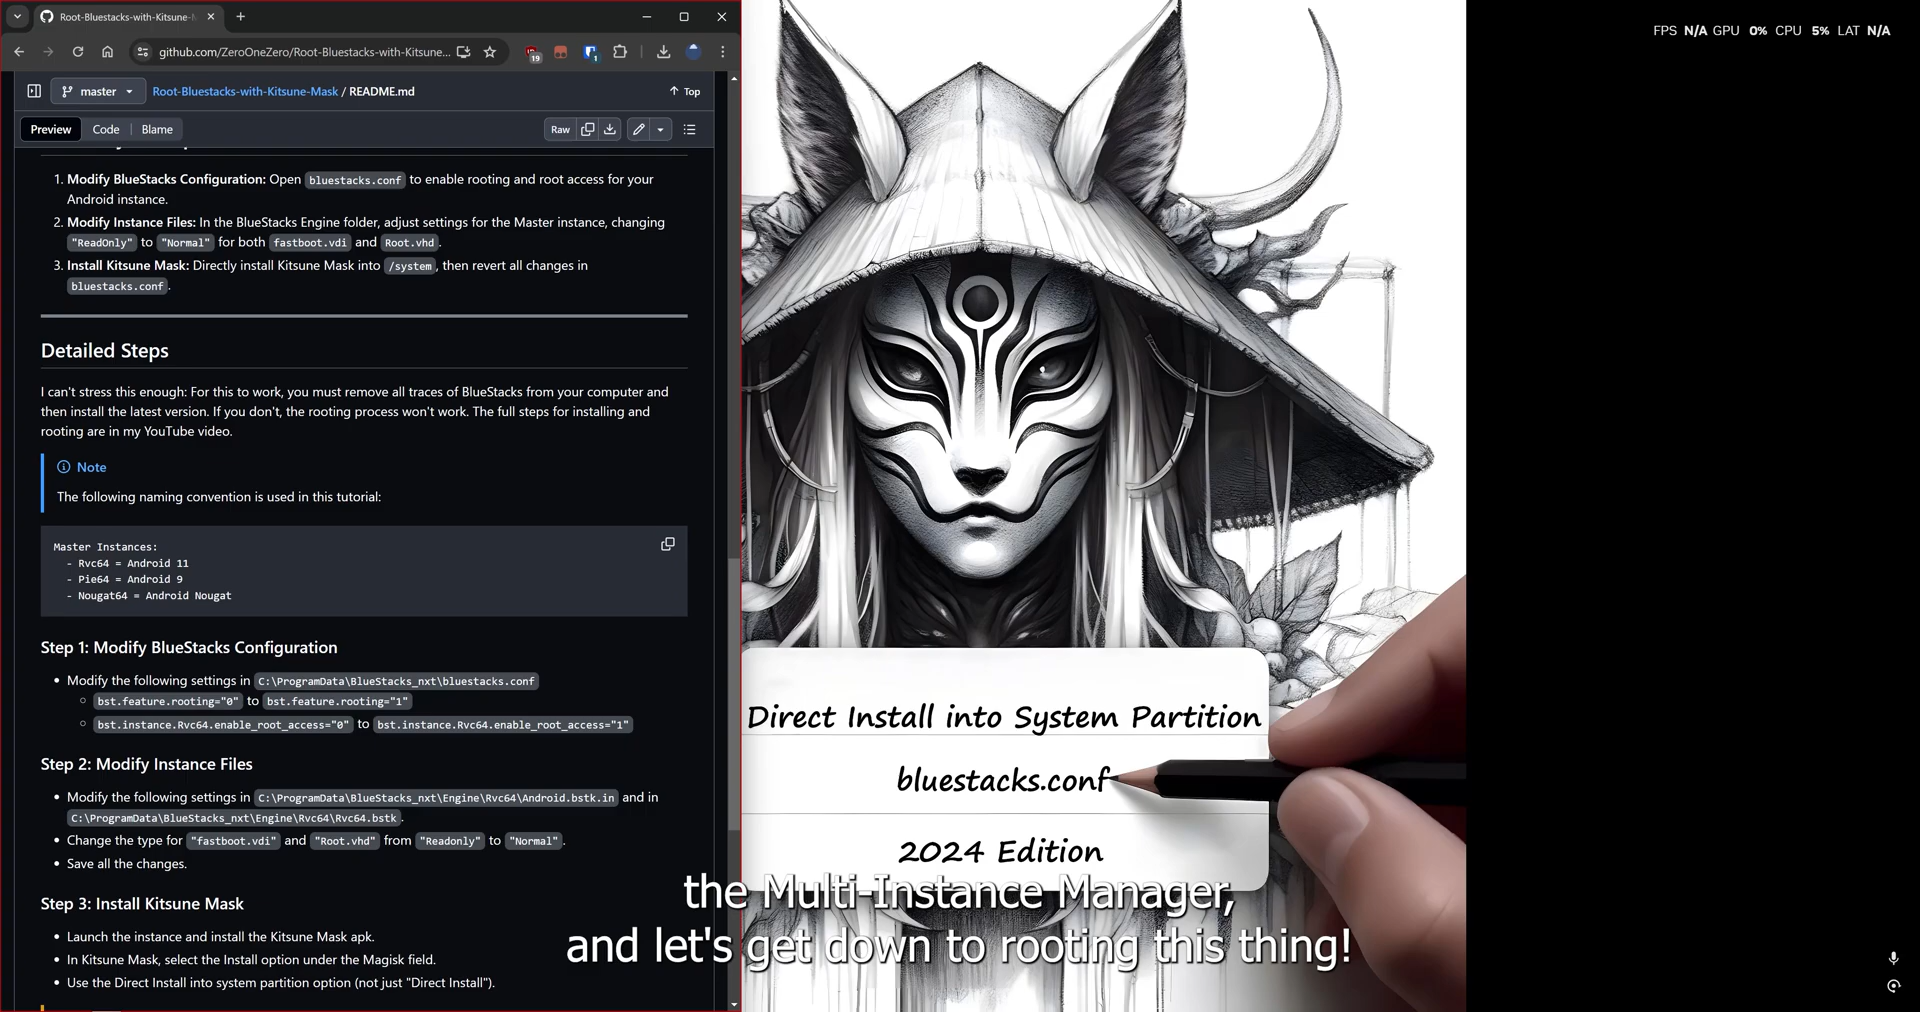 Root-Bluestacks-with-Kitsune-M
github.com/ZeroOneZero/Root-Bluestacks-with-Kitsune...
19
1
master
Root-Bluestacks-with-Kitsune-Mask / README.md
Top
Preview
Code
Blame
Raw
1. Modify BlueStacks Configuration: Open bluestacks.conf to enable rooting and root access for your
Android instance.
2. Modify Instance Files: In the BlueStacks Engine folder, adjust settings for the Master instance, changing
"ReadOnly" to "Normal" for both fastboot.vdi and Root.vhd.
3. Install Kitsune Mask: Directly install Kitsune Mask into /system, then revert all changes in
bluestacks.conf.
Detailed Steps
I can't stress this enough: For this to work, you must remove all traces of BlueStacks from your computer and
then install the latest version. If you don't, the rooting process won't work. The full steps for installing and
rooting are in my YouTube video.
Note
The following naming convention is used in this tutorial:
Master Instances:
- Rvc64 = Android 11
- Pie64 = Android 9
- Nougat64 = Android Nougat
Step 1: Modify BlueStacks Configuration
• Modify the following settings in C:\ProgramData\BlueStacks_nxt\bluestacks.conf
○ bst.feature.rooting="0" to bst.feature.rooting="1"
○ bst.instance.Rvc64.enable_root_access="0" to bst.instance.Rvc64.enable_root_access="1"
Step 2: Modify Instance Files
• Modify the following settings in C:\ProgramData\BlueStacks_nxt\Engine\Rvc64\Android.bstk.in and in
C:\ProgramData\BlueStacks_nxt\Engine\Rvc64\Rvc64.bstk.
• Change the type for "fastboot.vdi" and "Root.vhd" from "Readonly" to "Normal".
• Save all the changes.
Step 3: Install Kitsune Mask
• Launch the instance and install the Kitsune Mask apk.
• In Kitsune Mask, select the Install option under the Magisk field.
• Use the Direct Install into system partition option (not just "Direct Install").
Direct Install into System Partition
bluestacks.conf
2024 Edition
the Multi-Instance Manager,
and let's get down to rooting this thing!
FPS N/A GPU 0% CPU 5% LAT N/A